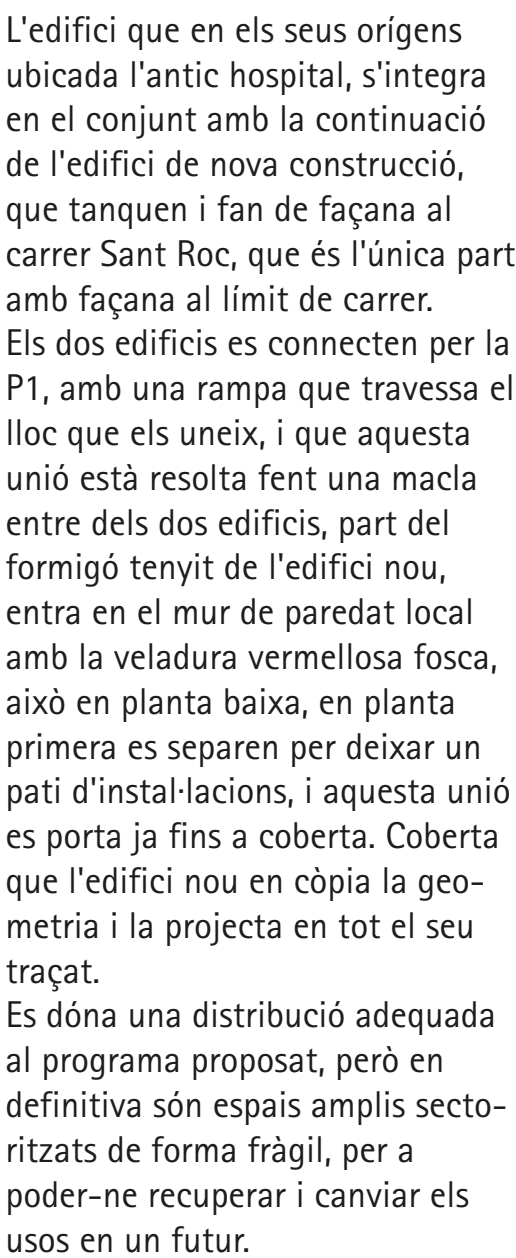 L'edifici que en els seus orígens
ubicada l'antic hospital, s'integra
en el conjunt amb la continuació
de l'edifici de nova construcció,
que tanquen i fan de façana al
carrer Sant Roc, que és l'única part
amb façana al límit de carrer.
Els dos edificis es connecten per la
P1, amb una rampa que travessa el
lloc que els uneix, i que aquesta
unió està resolta fent una macla
entre dels dos edificis, part del
formigó tenyit de l'edifici nou,
entra en el mur de paredat local
amb la veladura vermellosa fosca,
això en planta baixa, en planta
primera es separen per deixar un
pati d'instal·lacions, i aquesta unió
es porta ja fins a coberta. Coberta
que l'edifici nou en còpia la geo-
metria i la projecta en tot el seu
traçat.
Es dóna una distribució adequada
al programa proposat, però en
definitiva són espais amplis secto-
ritzats de forma fràgil, per a
poder-ne recuperar i canviar els
usos en un futur.